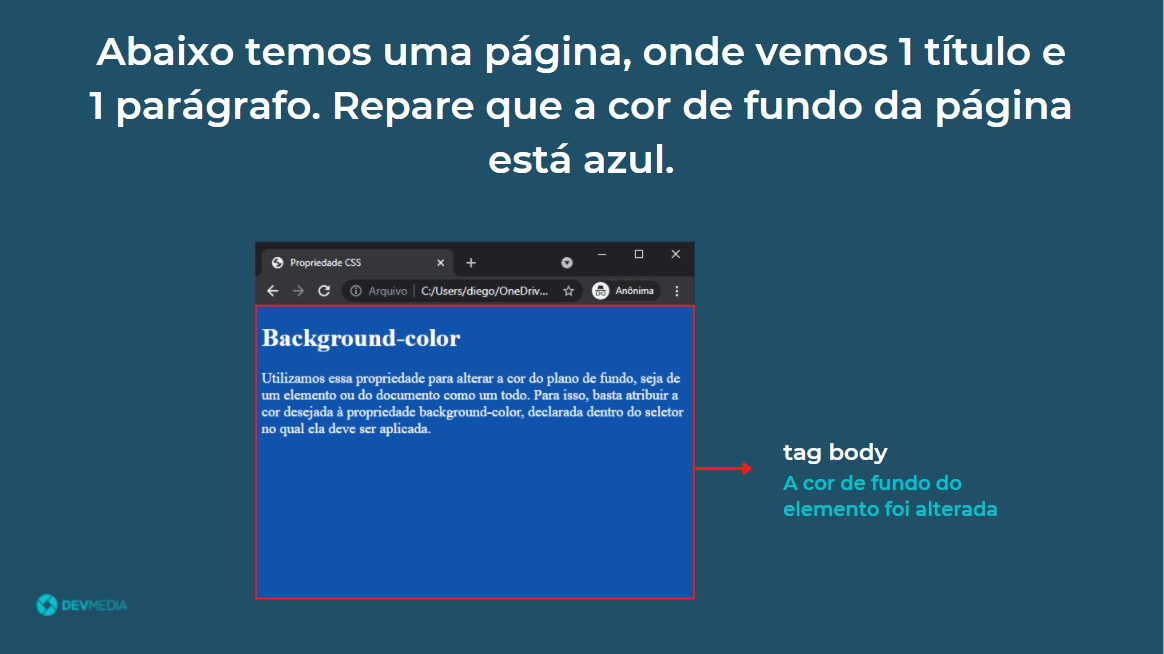 Abaixo temos uma página, onde vemos 1 título e
1 parágrafo. Repare que a cor de fundo da página
está azul.
Propriedade CSS
Arquivo | C:/Users/diego/OneDriv... Anônima
Background-color
Utilizamos essa propriedade para alterar a cor do plano de fundo, seja de
um elemento ou do documento como um todo. Para isso, basta atribuir a
cor desejada à propriedade background-color, declarada dentro do seletor
no qual ela deve ser aplicada.
tag body
A cor de fundo do
elemento foi alterada
DEVMEDIA